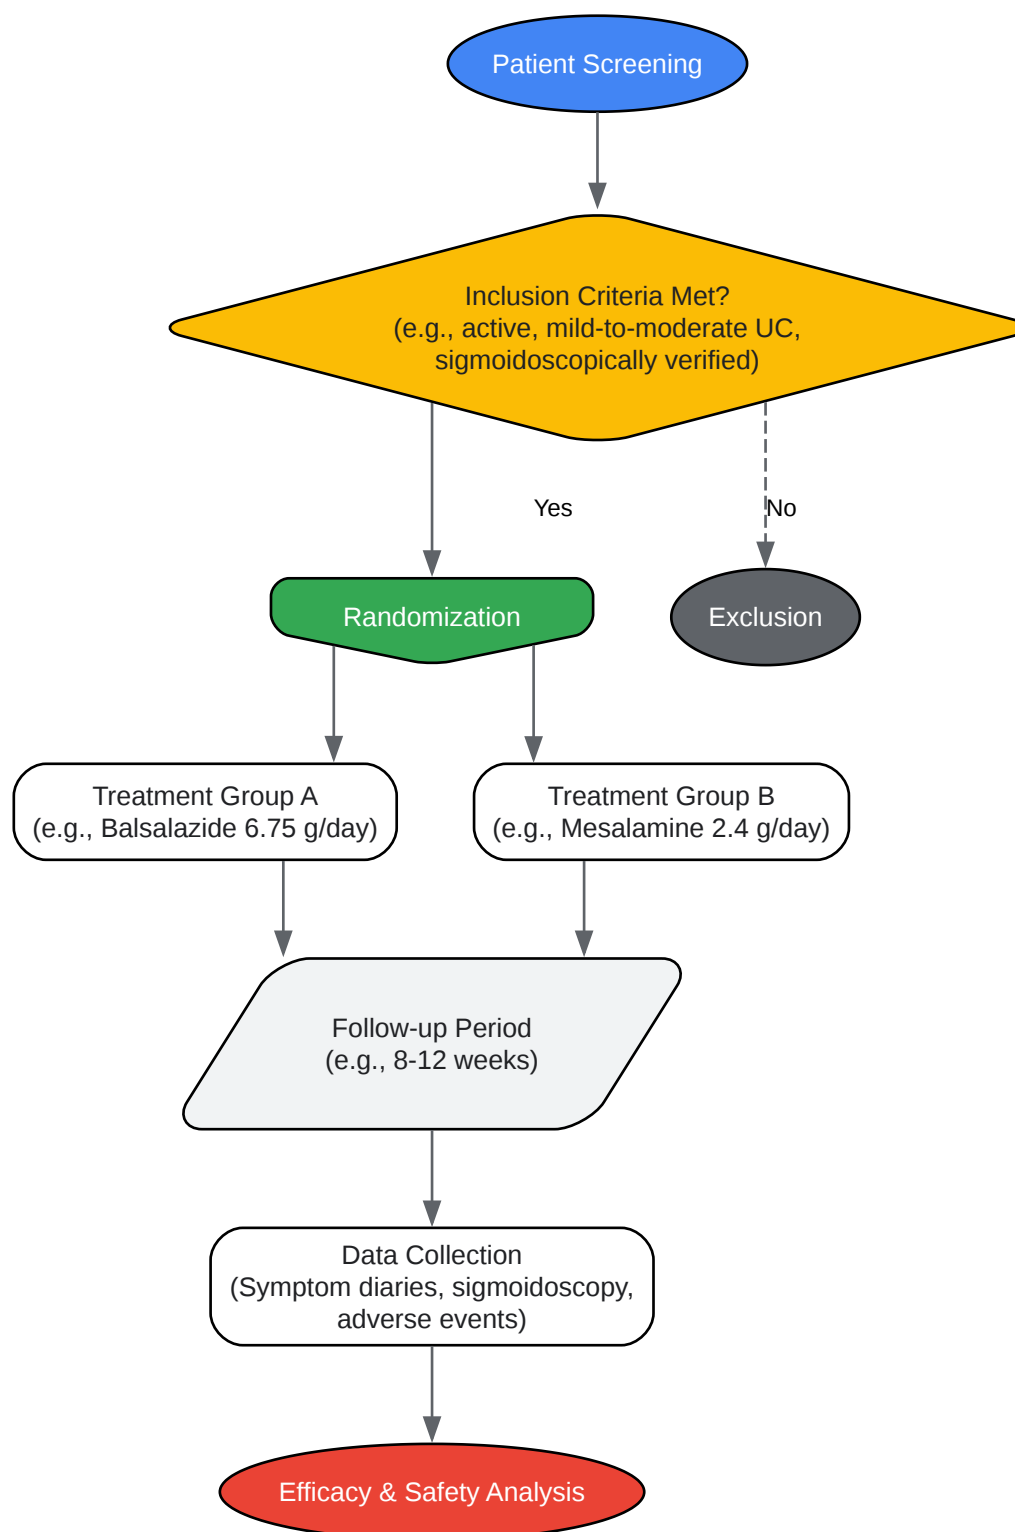 Patient Screening
Inclusion Criteria Met?
(e.g., active, mild-to-moderate UC,
sigmoidoscopically verified)
Yes
No
Randomization
Exclusion
Treatment Group A
(e.g., Balsalazide 6.75 g/day)
Treatment Group B
(e.g., Mesalamine 2.4 g/day)
Follow-up Period
(e.g., 8-12 weeks)
Data Collection
(Symptom diaries, sigmoidoscopy,
adverse events)
Efficacy & Safety Analysis